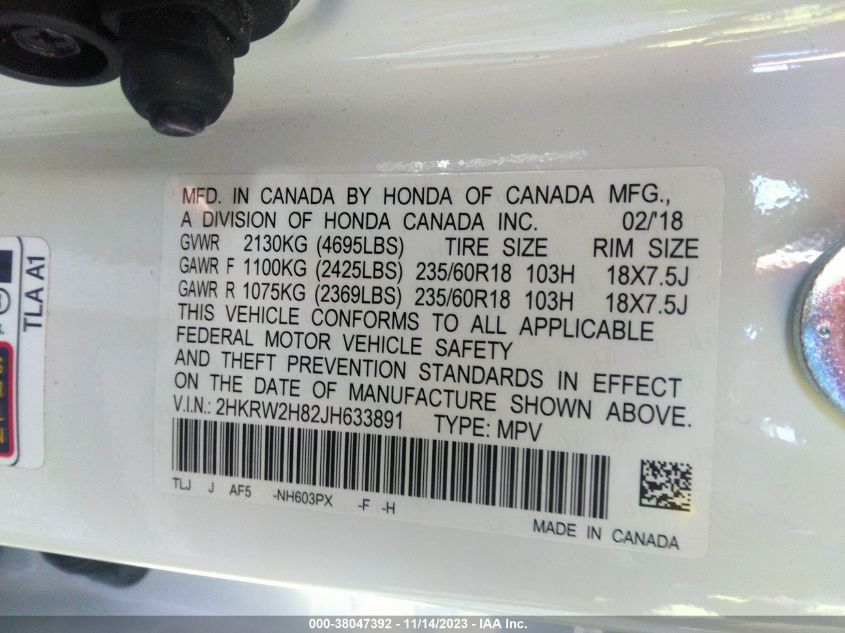 MFD. IN CANADA BY HONDA OF CANADA MFG.,
A DIVISION OF HONDA CANADA INC. 02/'18
GVWR 2130KG (4695LBS) TIRE SIZE RIM SIZE
GAWR F 1100KG (2425LBS) 235/60R18 103H 18X7.5J
GAWR R 1075KG (2369LBS) 235/60R18 103H 18X7.5J
THIS VEHICLE CONFORMS TO ALL APPLICABLE
FEDERAL MOTOR VEHICLE SAFETY
AND THEFT PREVENTION STANDARDS IN EFFECT
ON THE DATE OF MANUFACTURE SHOWN ABOVE.
V.I.N.: 2HKRW2H82JH633891 TYPE: MPV
TLJ J AF5 -NH603PX -F -H
MADE IN CANADA
TLA A1
000-38047392 - 11/14/2023 - IAA Inc.